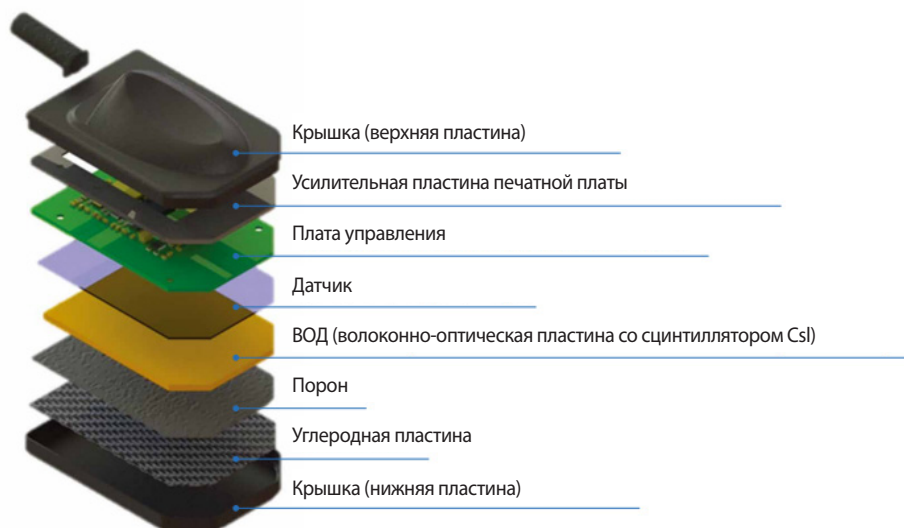 Крышка (верхняя пластина)
Усилительная пластина печатной платы
Плата управления
Датчик
ВОД (волоконно-оптическая пластина со сцинтиллятором CsI)
Порон
Углеродная пластина
Крышка (нижняя пластина)